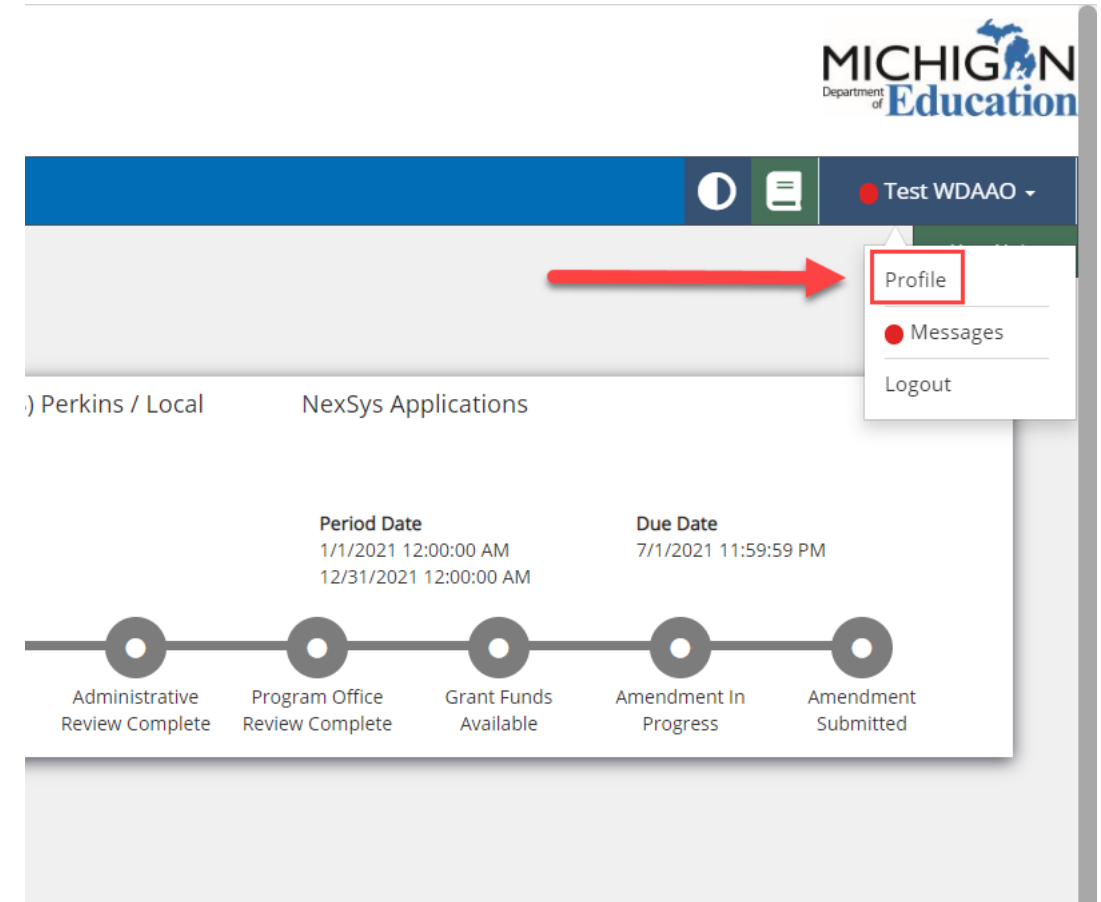 MICHIGAN
Department
of Education
Test WDAAO
Profile
Messages
Logout
) Perkins / Local
NexSys Applications
Period Date
1/1/2021 12:00:00 AM
12/31/2021 12:00:00 AM
Due Date
7/1/2021 11:59:59 PM
Administrative
Review Complete
Program Office
Review Complete
Grant Funds
Available
Amendment In
Progress
Amendment
Submitted